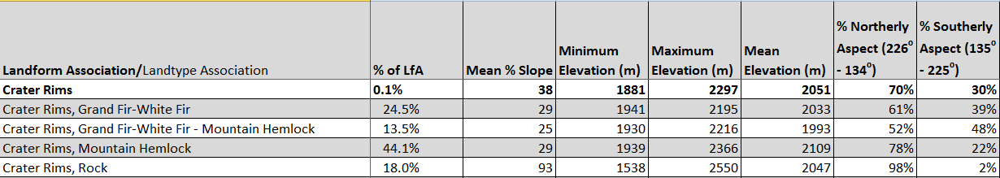 Landform Association/Landtype Association % of LfA Mean % Slope Minimum Elevation (m) Maximum Elevation (m) Mean Elevation (m) % Northerly Aspect (226° - 134°) % Southerly Aspect (135° - 225°)
Crater Rims 0.1% 38 1881 2297 2051 70% 30%
Crater Rims, Grand Fir-White Fir 24.5% 29 1941 2195 2033 61% 39%
Crater Rims, Grand Fir-White Fir - Mountain Hemlock 13.5% 25 1930 2216 1993 52% 48%
Crater Rims, Mountain Hemlock 44.1% 29 1939 2366 2109 78% 22%
Crater Rims, Rock 18.0% 93 1538 2550 2047 98% 2%